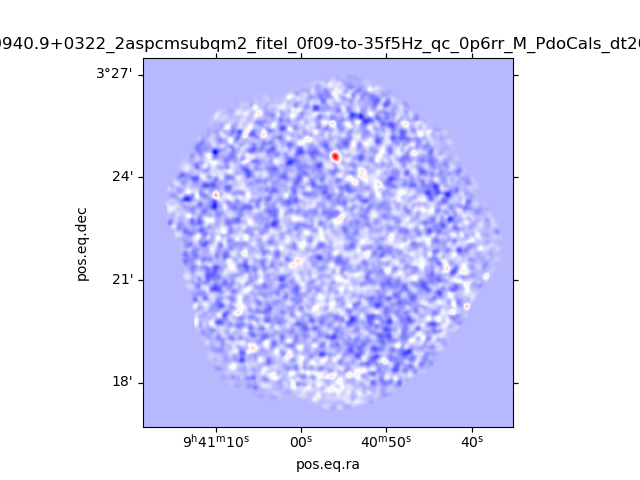 0940.9+0322_2aspcmsubqm2_fitel_0f09-to-35f5Hz_qc_0p6rr_M_PdoCals_dt20
3°27'
24'
21'
18'
pos.eq.dec
9ʰ41ᵐ10ˢ 00ˢ 40ᵐ50ˢ 40ˢ
pos.eq.ra